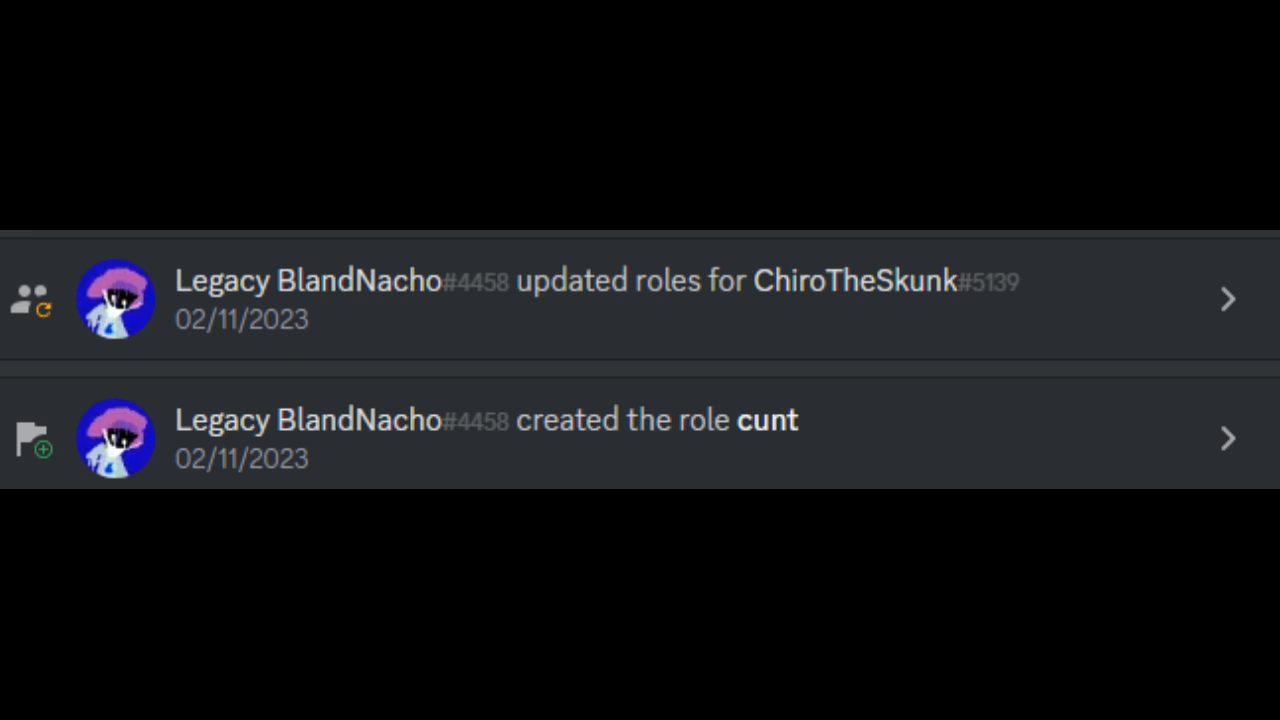 Legacy BlandNacho#4458 updated roles for ChiroTheSkunk#5139
02/11/2023
Legacy BlandNacho#4458 created the role cunt
02/11/2023